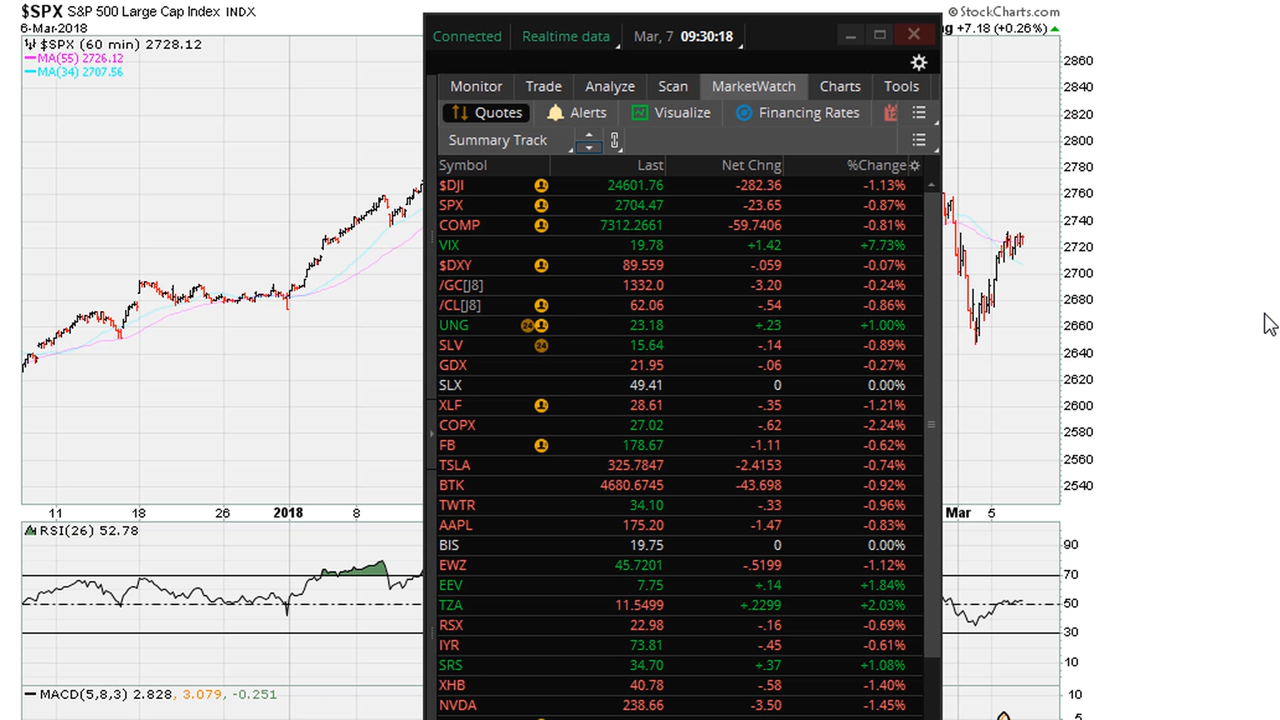 $SPX S&P 500 Large Cap Index INDX
6-Mar-2018
© StockCharts.com
g +7.18 (+0.26%)
$SPX (60 min) 2728.12
MA(55) 2726.12
MA(34) 2707.56
Connected Realtime data Mar, 7 09:30:18
Monitor Trade Analyze Scan MarketWatch Charts Tools
Quotes Alerts Visualize Financing Rates
Summary Track
Symbol Last Net Chng %Change
$DJI 24601.76 -282.36 -1.13%
SPX 2704.47 -23.65 -0.87%
COMP 7312.2661 -59.7406 -0.81%
VIX 19.78 +1.42 +7.73%
$DXY 89.559 -.059 -0.07%
/GC[J8] 1332.0 -3.20 -0.24%
/CL[J8] 62.06 -.54 -0.86%
UNG 24 23.18 +.23 +1.00%
SLV 24 15.64 -.14 -0.89%
GDX 21.95 -.06 -0.27%
SLX 49.41 0 0.00%
XLF 28.61 -.35 -1.21%
COPX 27.02 -.62 -2.24%
FB 178.67 -1.11 -0.62%
TSLA 325.7847 -2.4153 -0.74%
BTK 4680.6745 -43.698 -0.92%
TWTR 34.10 -.33 -0.96%
AAPL 175.20 -1.47 -0.83%
BIS 19.75 0 0.00%
EWZ 45.7201 -.5199 -1.12%
EEV 7.75 +.14 +1.84%
TZA 11.5499 +.2299 +2.03%
RSX 22.98 -.16 -0.69%
IYR 73.81 -.45 -0.61%
SRS 34.70 +.37 +1.08%
XHB 40.78 -.58 -1.40%
NVDA 238.66 -3.50 -1.45%
2860
2840
2820
2800
2780
2760
2740
2720
2700
2680
2660
2640
2620
2600
2580
2560
2540
11 18 26 2018 8 Mar 5
RSI(26) 52.78
90
70
50
30
10
MACD(5,8,3) 2.828, 3.079, -0.251
10
5